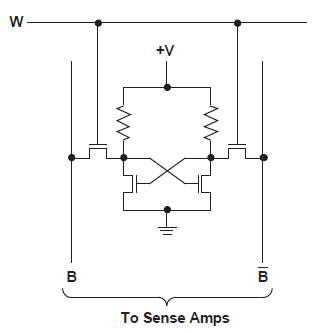 W
+V
B B̅
To Sense Amps